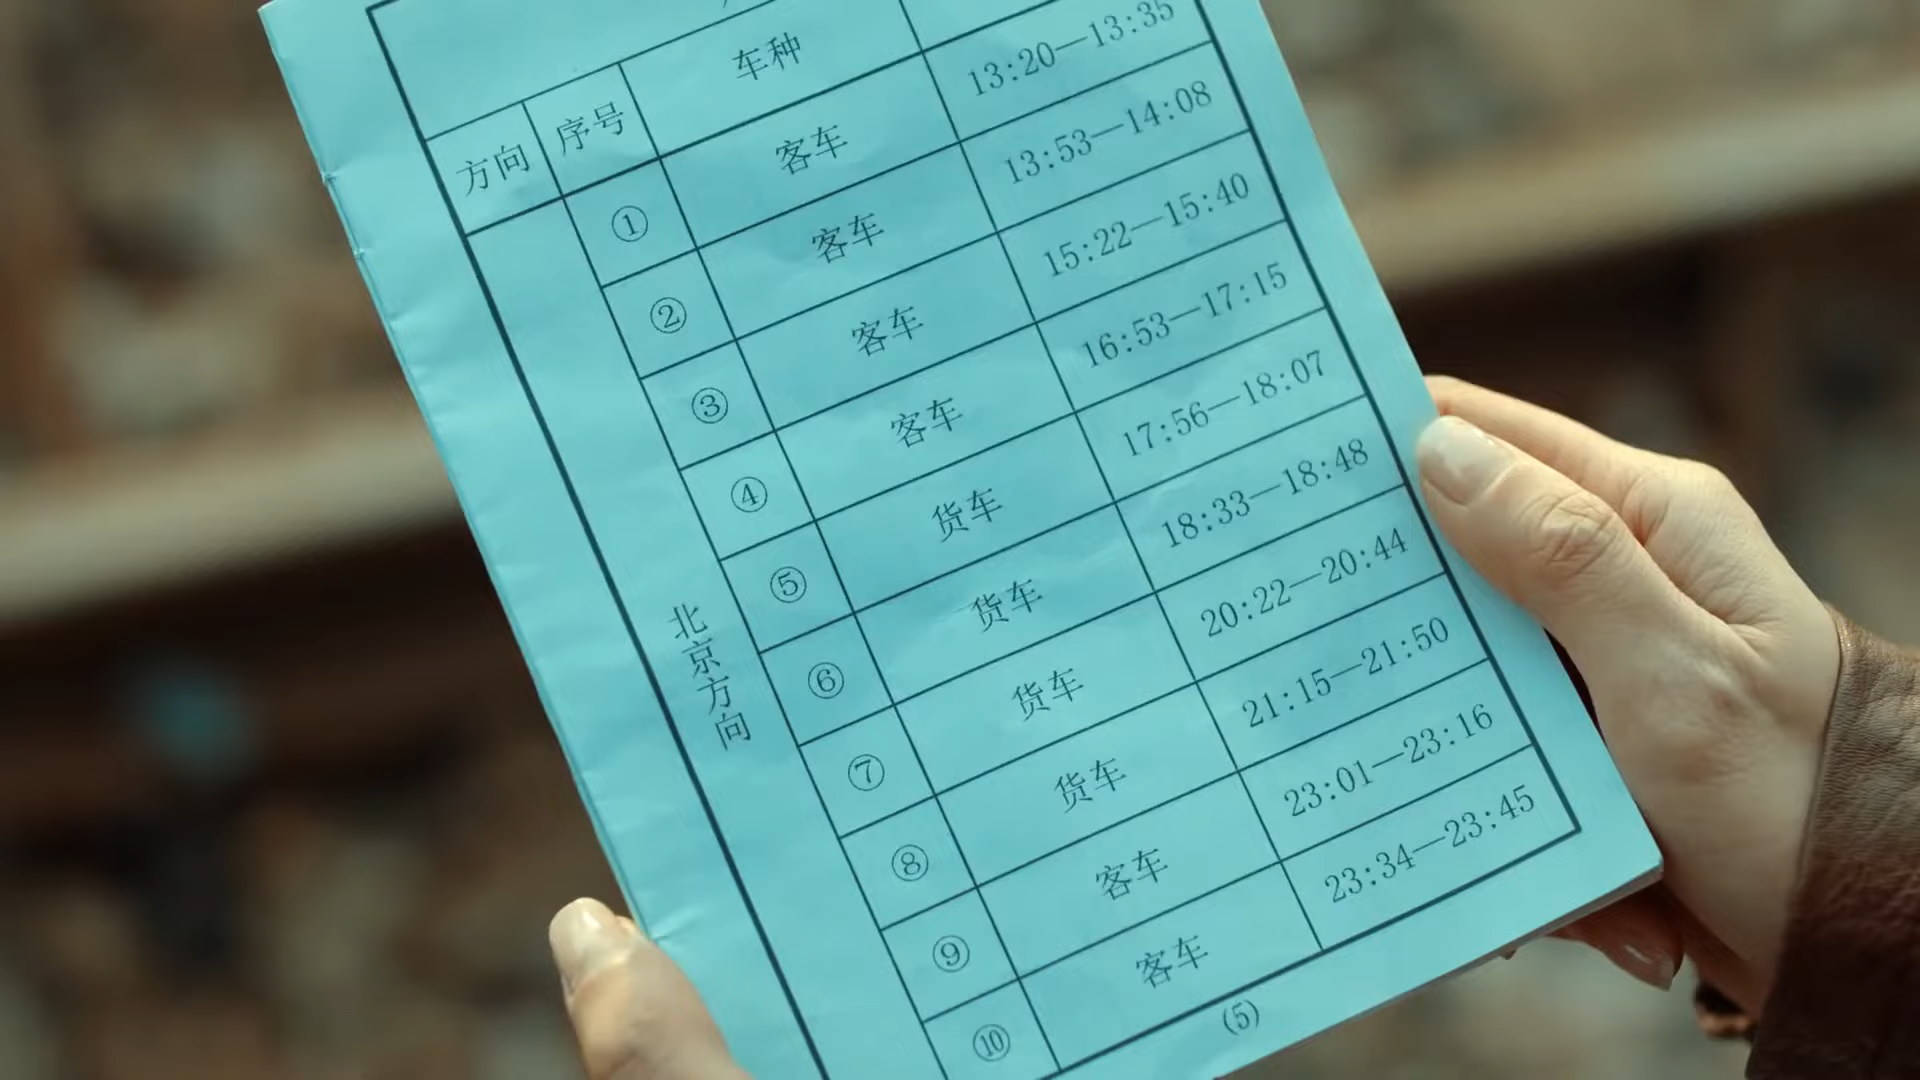 方向 序号 车种
北京方向
① 客车 13:20—13:35
② 客车 13:53—14:08
③ 客车 15:22—15:40
④ 客车 16:53—17:15
⑤ 货车 17:56—18:07
⑥ 货车 18:33—18:48
⑦ 货车 20:22—20:44
⑧ 货车 21:15—21:50
⑨ 客车 23:01—23:16
⑩ 客车 23:34—23:45
(5)